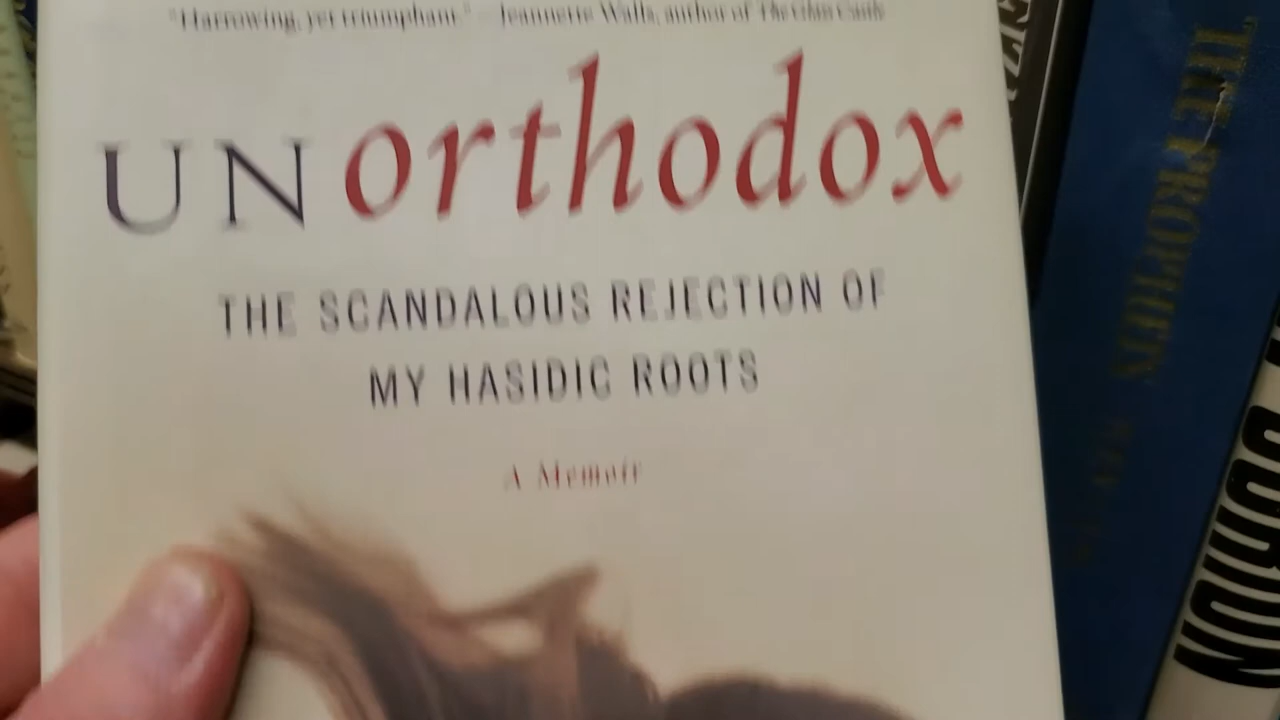 "Harrowing, yet triumphant." —Jeannette Walls, author of The Glass Castle
UNorthodox
THE SCANDALOUS REJECTION OF
MY HASIDIC ROOTS
A Memoir
THE PROPHETS